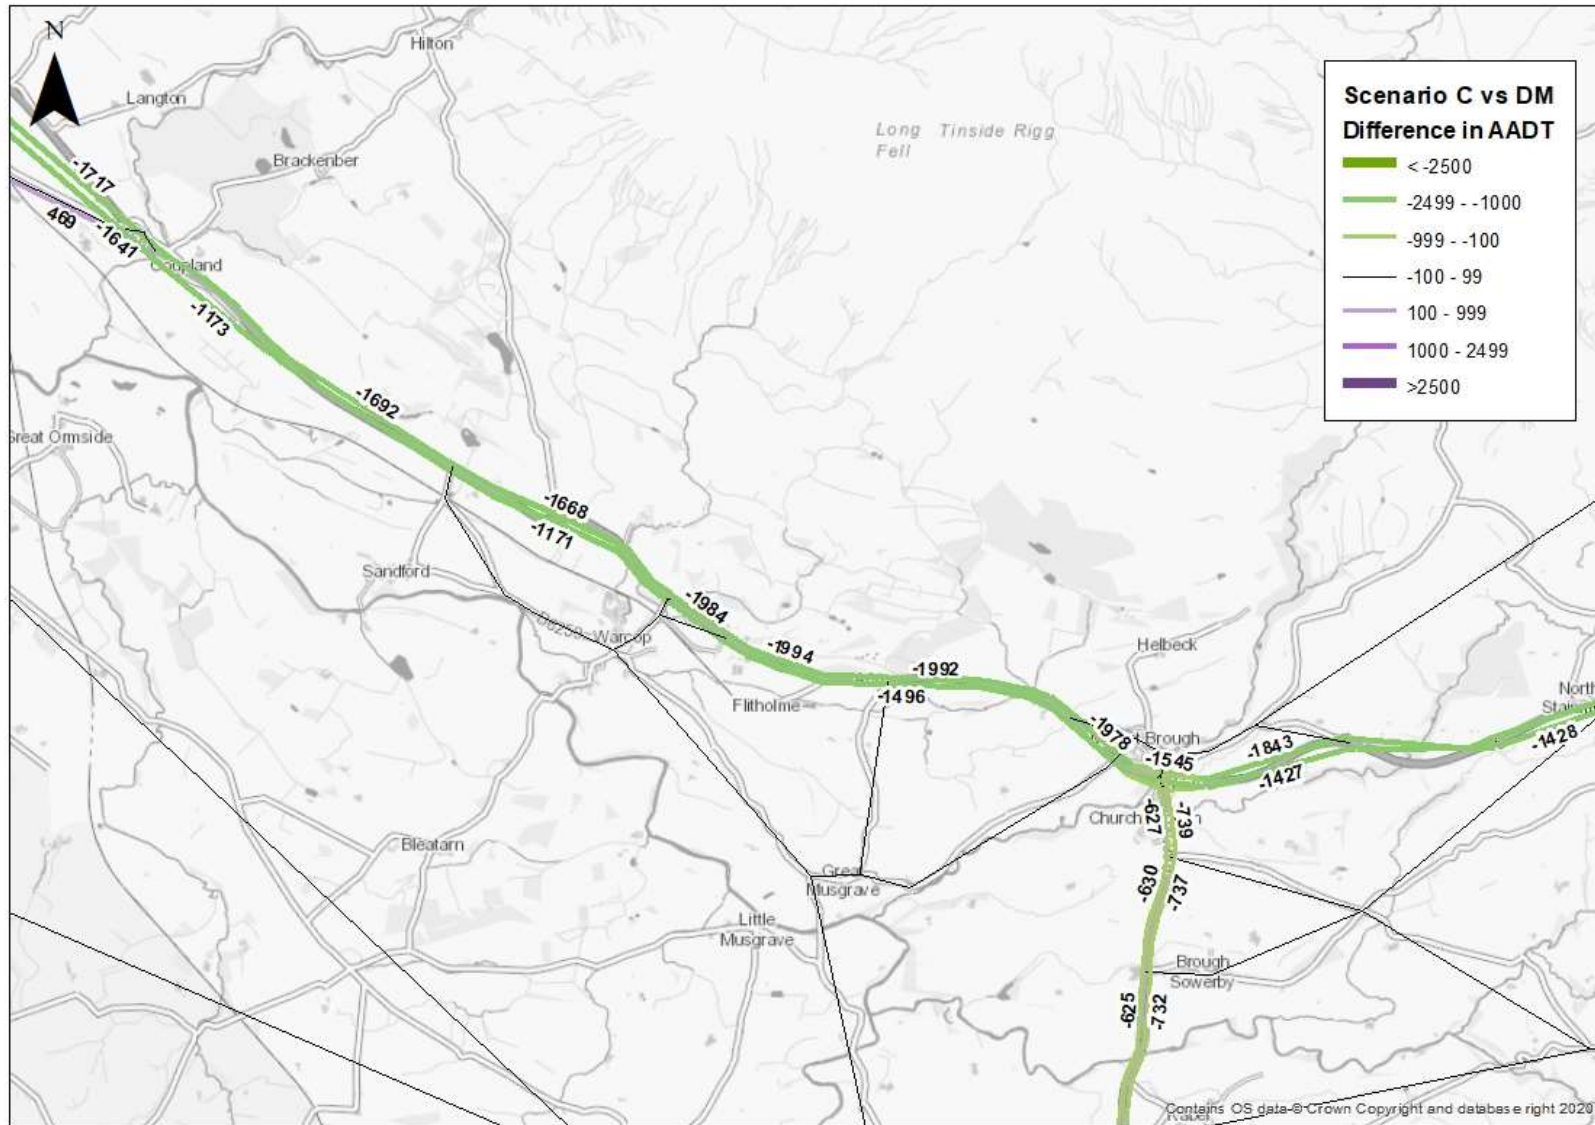 N
Hilton
Langton
Brackenber
Long Tinside Rigg
Fell
Scenario C vs DM
Difference in AADT
< -2500
-2499 - -1000
-999 - -100
-100 - 99
100 - 999
1000 - 2499
>2500
-1717
469
-1641
Coupland
-1173
-1692
Great Ormside
-1668
-1171
Sandford
-1984
B6259
Warcop
-1994
-1992
Helbeck
-1496
Flitholme
North
-1978
Brough
-1843
-1545
-1428
-1427
-627
-739
Church
Bleatarn
-630
-737
Great
Musgrave
Little
Musgrave
Brough
Sowerby
-625
-732
Contains OS data © Crown Copyright and database right 2020